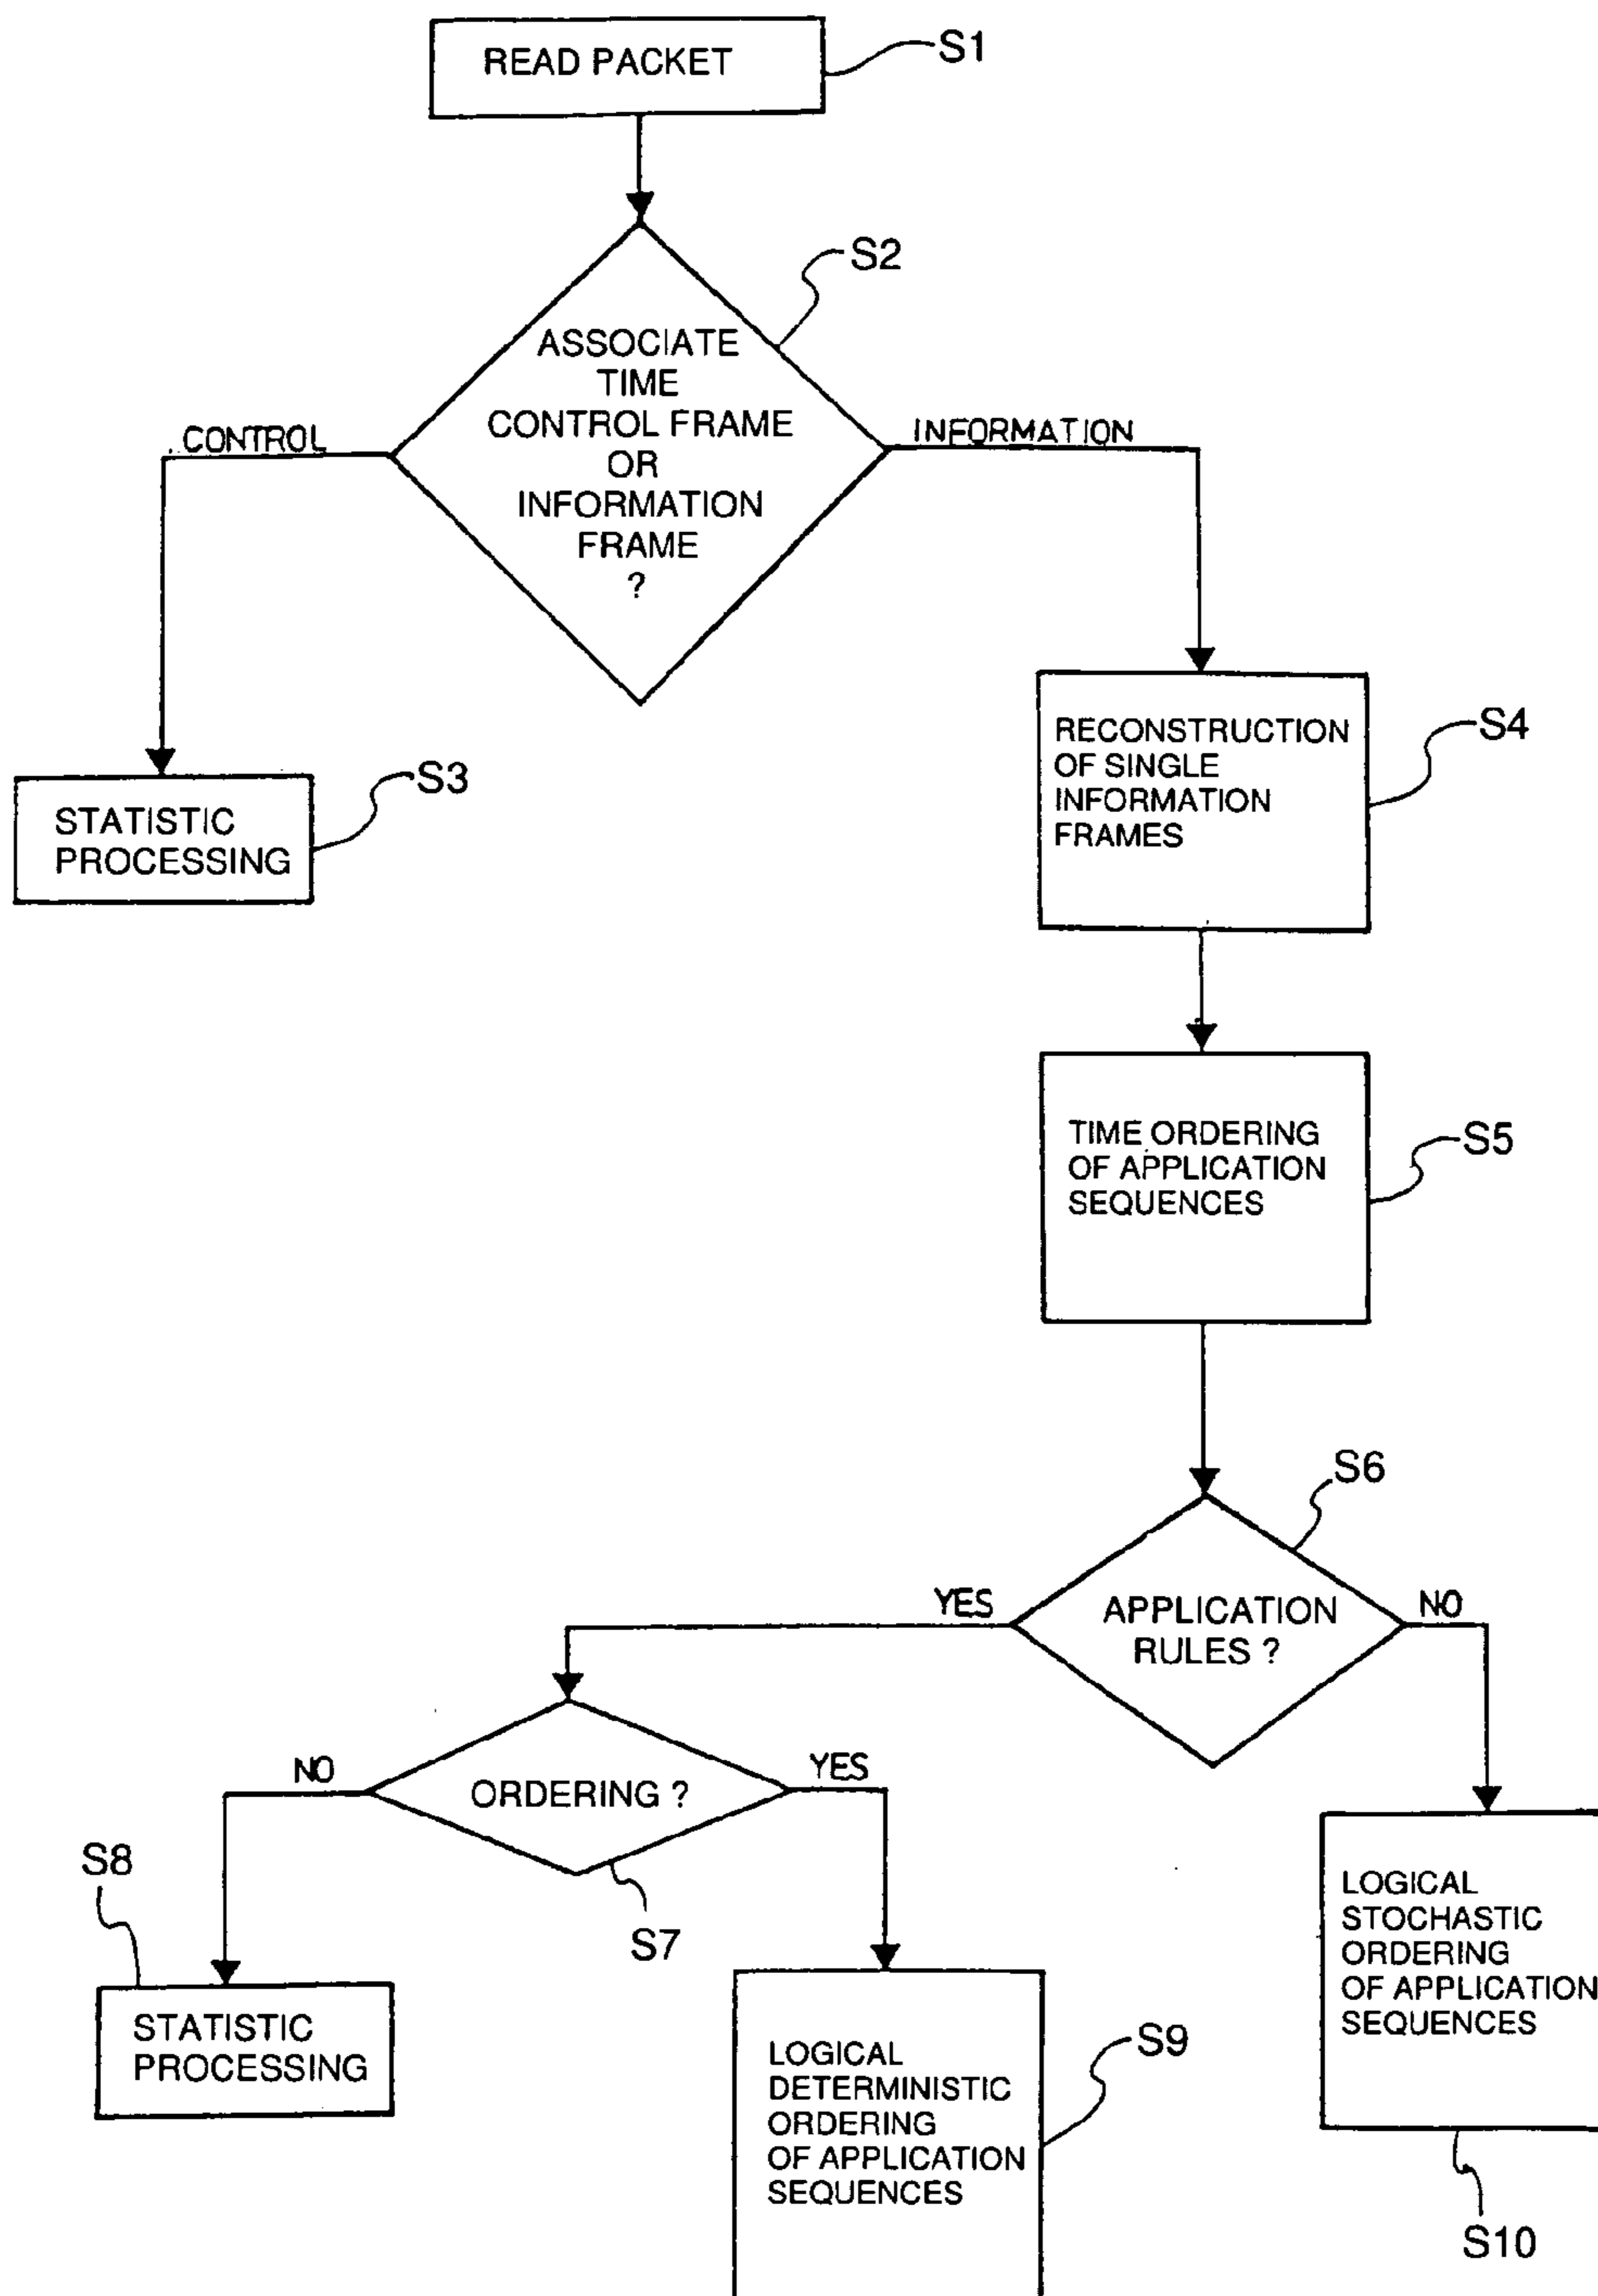 READ PACKET
S1
S2
ASSOCIATE
TIME
CONTROL FRAME
OR
INFORMATION
FRAME
?
CONTROL
INFORMATION
S3
STATISTIC
PROCESSING
RECONSTRUCTION
OF SINGLE
INFORMATION
FRAMES
S4
TIME ORDERING
OF APPLICATION
SEQUENCES
S5
S6
APPLICATION
RULES ?
YES
NO
ORDERING ?
NO
YES
S7
S8
STATISTIC
PROCESSING
LOGICAL
DETERMINISTIC
ORDERING
OF APPLICATION
SEQUENCES
S9
LOGICAL
STOCHASTIC
ORDERING
OF APPLICATION
SEQUENCES
S10